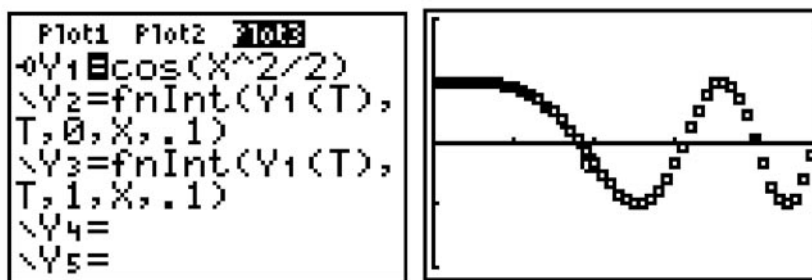 Plot1 Plot2 Plot3
Y1=cos(X^2/2)
\Y2=fnInt(Y1(T),
T,0,X,.1)
\Y3=fnInt(Y1(T),
T,1,X,.1)
\Y4=
\Y5=